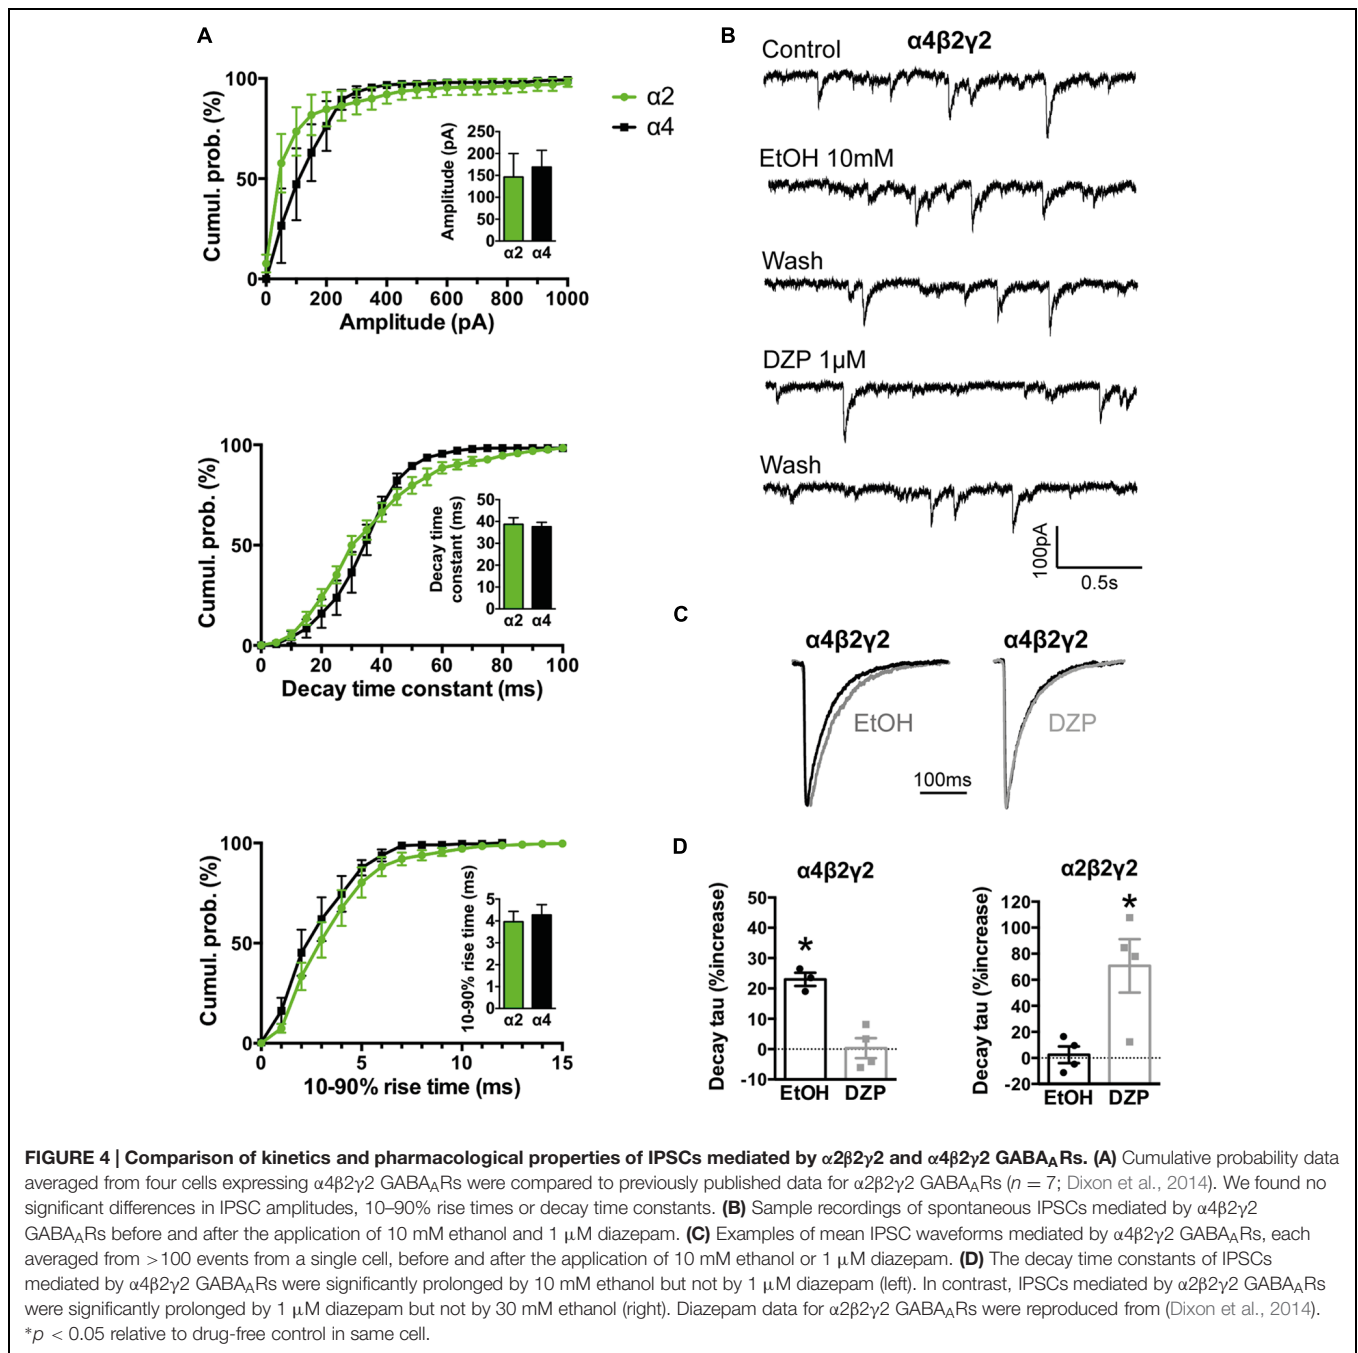 A
100
50
0
Cumul. prob. (%)
0 200 400 600 800 1000
Amplitude (pA)
α2
α4
250
200
150
100
50
0
Amplitude (pA)
α2 α4
100
50
0
Cumul. prob. (%)
0 20 40 60 80 100
Decay time constant (ms)
50
40
30
20
10
0
Decay time
constant (ms)
α2 α4
100
50
0
Cumul. prob. (%)
0 5 10 15
10-90% rise time (ms)
5
4
3
2
1
0
10-90% rise time (ms)
α2 α4
B
α4β2γ2
Control
EtOH 10mM
Wash
DZP 1µM
Wash
100pA
0.5s
C
α4β2γ2
EtOH
α4β2γ2
DZP
100ms
D
α4β2γ2
50
40
30
20
10
0
-10
Decay tau (%increase)
*
EtOH DZP
α2β2γ2
120
100
80
60
40
20
0
-20
Decay tau (%increase)
*
EtOH DZP
FIGURE 4 | Comparison of kinetics and pharmacological properties of IPSCs mediated by α2β2γ2 and α4β2γ2 GABAARs. (A) Cumulative probability data
averaged from four cells expressing α4β2γ2 GABAARs were compared to previously published data for α2β2γ2 GABAARs (n = 7; Dixon et al., 2014). We found no
significant differences in IPSC amplitudes, 10–90% rise times or decay time constants. (B) Sample recordings of spontaneous IPSCs mediated by α4β2γ2
GABAARs before and after the application of 10 mM ethanol and 1 µM diazepam. (C) Examples of mean IPSC waveforms mediated by α4β2γ2 GABAARs, each
averaged from >100 events from a single cell, before and after the application of 10 mM ethanol or 1 µM diazepam. (D) The decay time constants of IPSCs
mediated by α4β2γ2 GABAARs were significantly prolonged by 10 mM ethanol but not by 1 µM diazepam (left). In contrast, IPSCs mediated by α2β2γ2 GABAARs
were significantly prolonged by 1 µM diazepam but not by 30 mM ethanol (right). Diazepam data for α2β2γ2 GABAARs were reproduced from (Dixon et al., 2014).
*p < 0.05 relative to drug-free control in same cell.